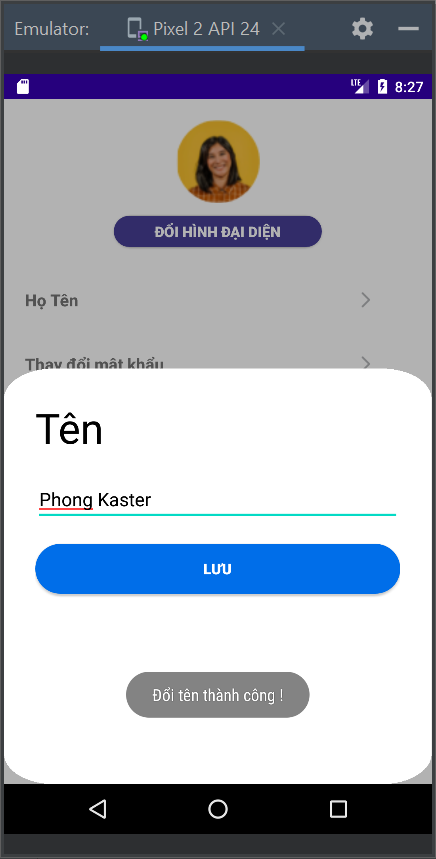 Emulator: Pixel 2 API 24
LTE 8:27
ĐỔI HÌNH ĐẠI DIỆN
Họ Tên
Thay đổi mật khẩu
Tên
Phong Kaster
LƯU
Đổi tên thành công !